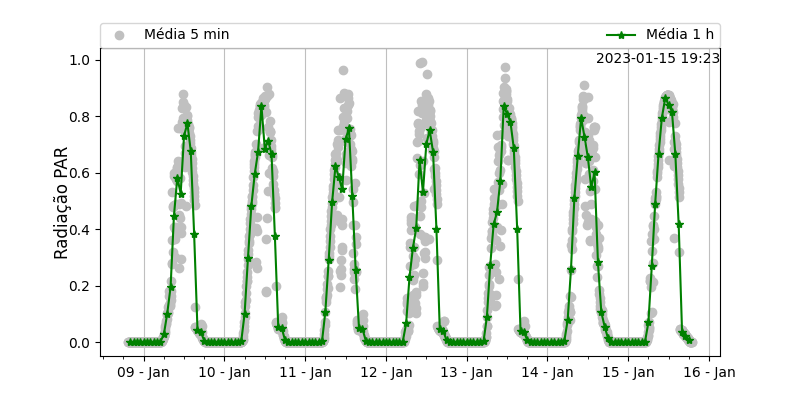 Média 5 min
Média 1 h
2023-01-15 19:23
Radiação PAR
1.0
0.8
0.6
0.4
0.2
0.0
09 - Jan
10 - Jan
11 - Jan
12 - Jan
13 - Jan
14 - Jan
15 - Jan
16 - Jan